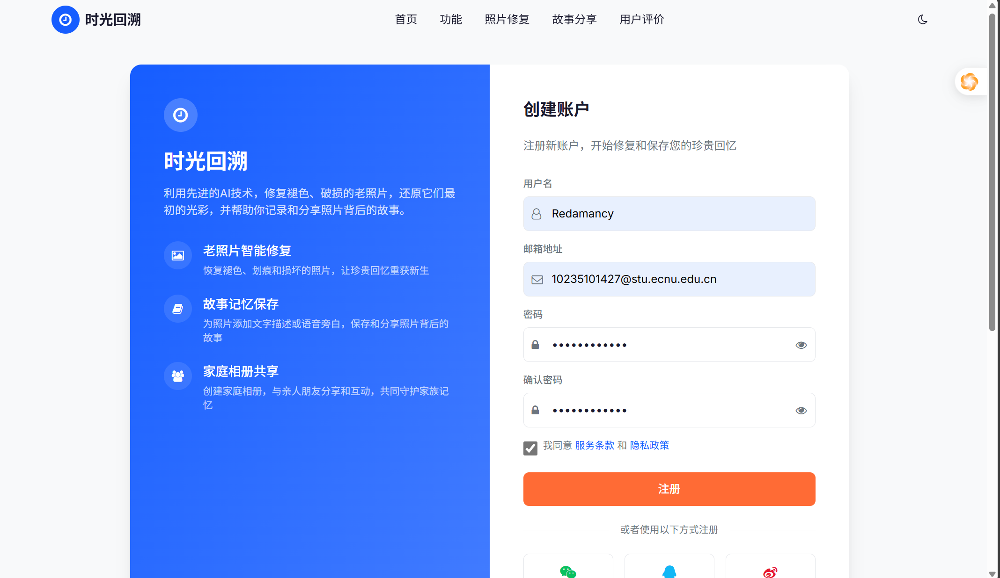 时光回溯
首页
功能
照片修复
故事分享
用户评价
时光回溯
利用先进的AI技术，修复褪色、破损的老照片，还原它们最
初的光彩，并帮助你记录和分享照片背后的故事。
老照片智能修复
恢复褪色、划痕和损坏的照片，让珍贵回忆重获新生
故事记忆保存
为照片添加文字描述或语音旁白，保存和分享照片背后的
故事
家庭相册共享
创建家庭相册，与亲人朋友分享和互动，共同守护家族记
忆
创建账户
注册新账户，开始修复和保存您的珍贵回忆
用户名
Redamancy
邮箱地址
10235101427@stu.ecnu.edu.cn
密码
••••••••••••
确认密码
••••••••••••
我同意 服务条款 和 隐私政策
注册
或者使用以下方式注册